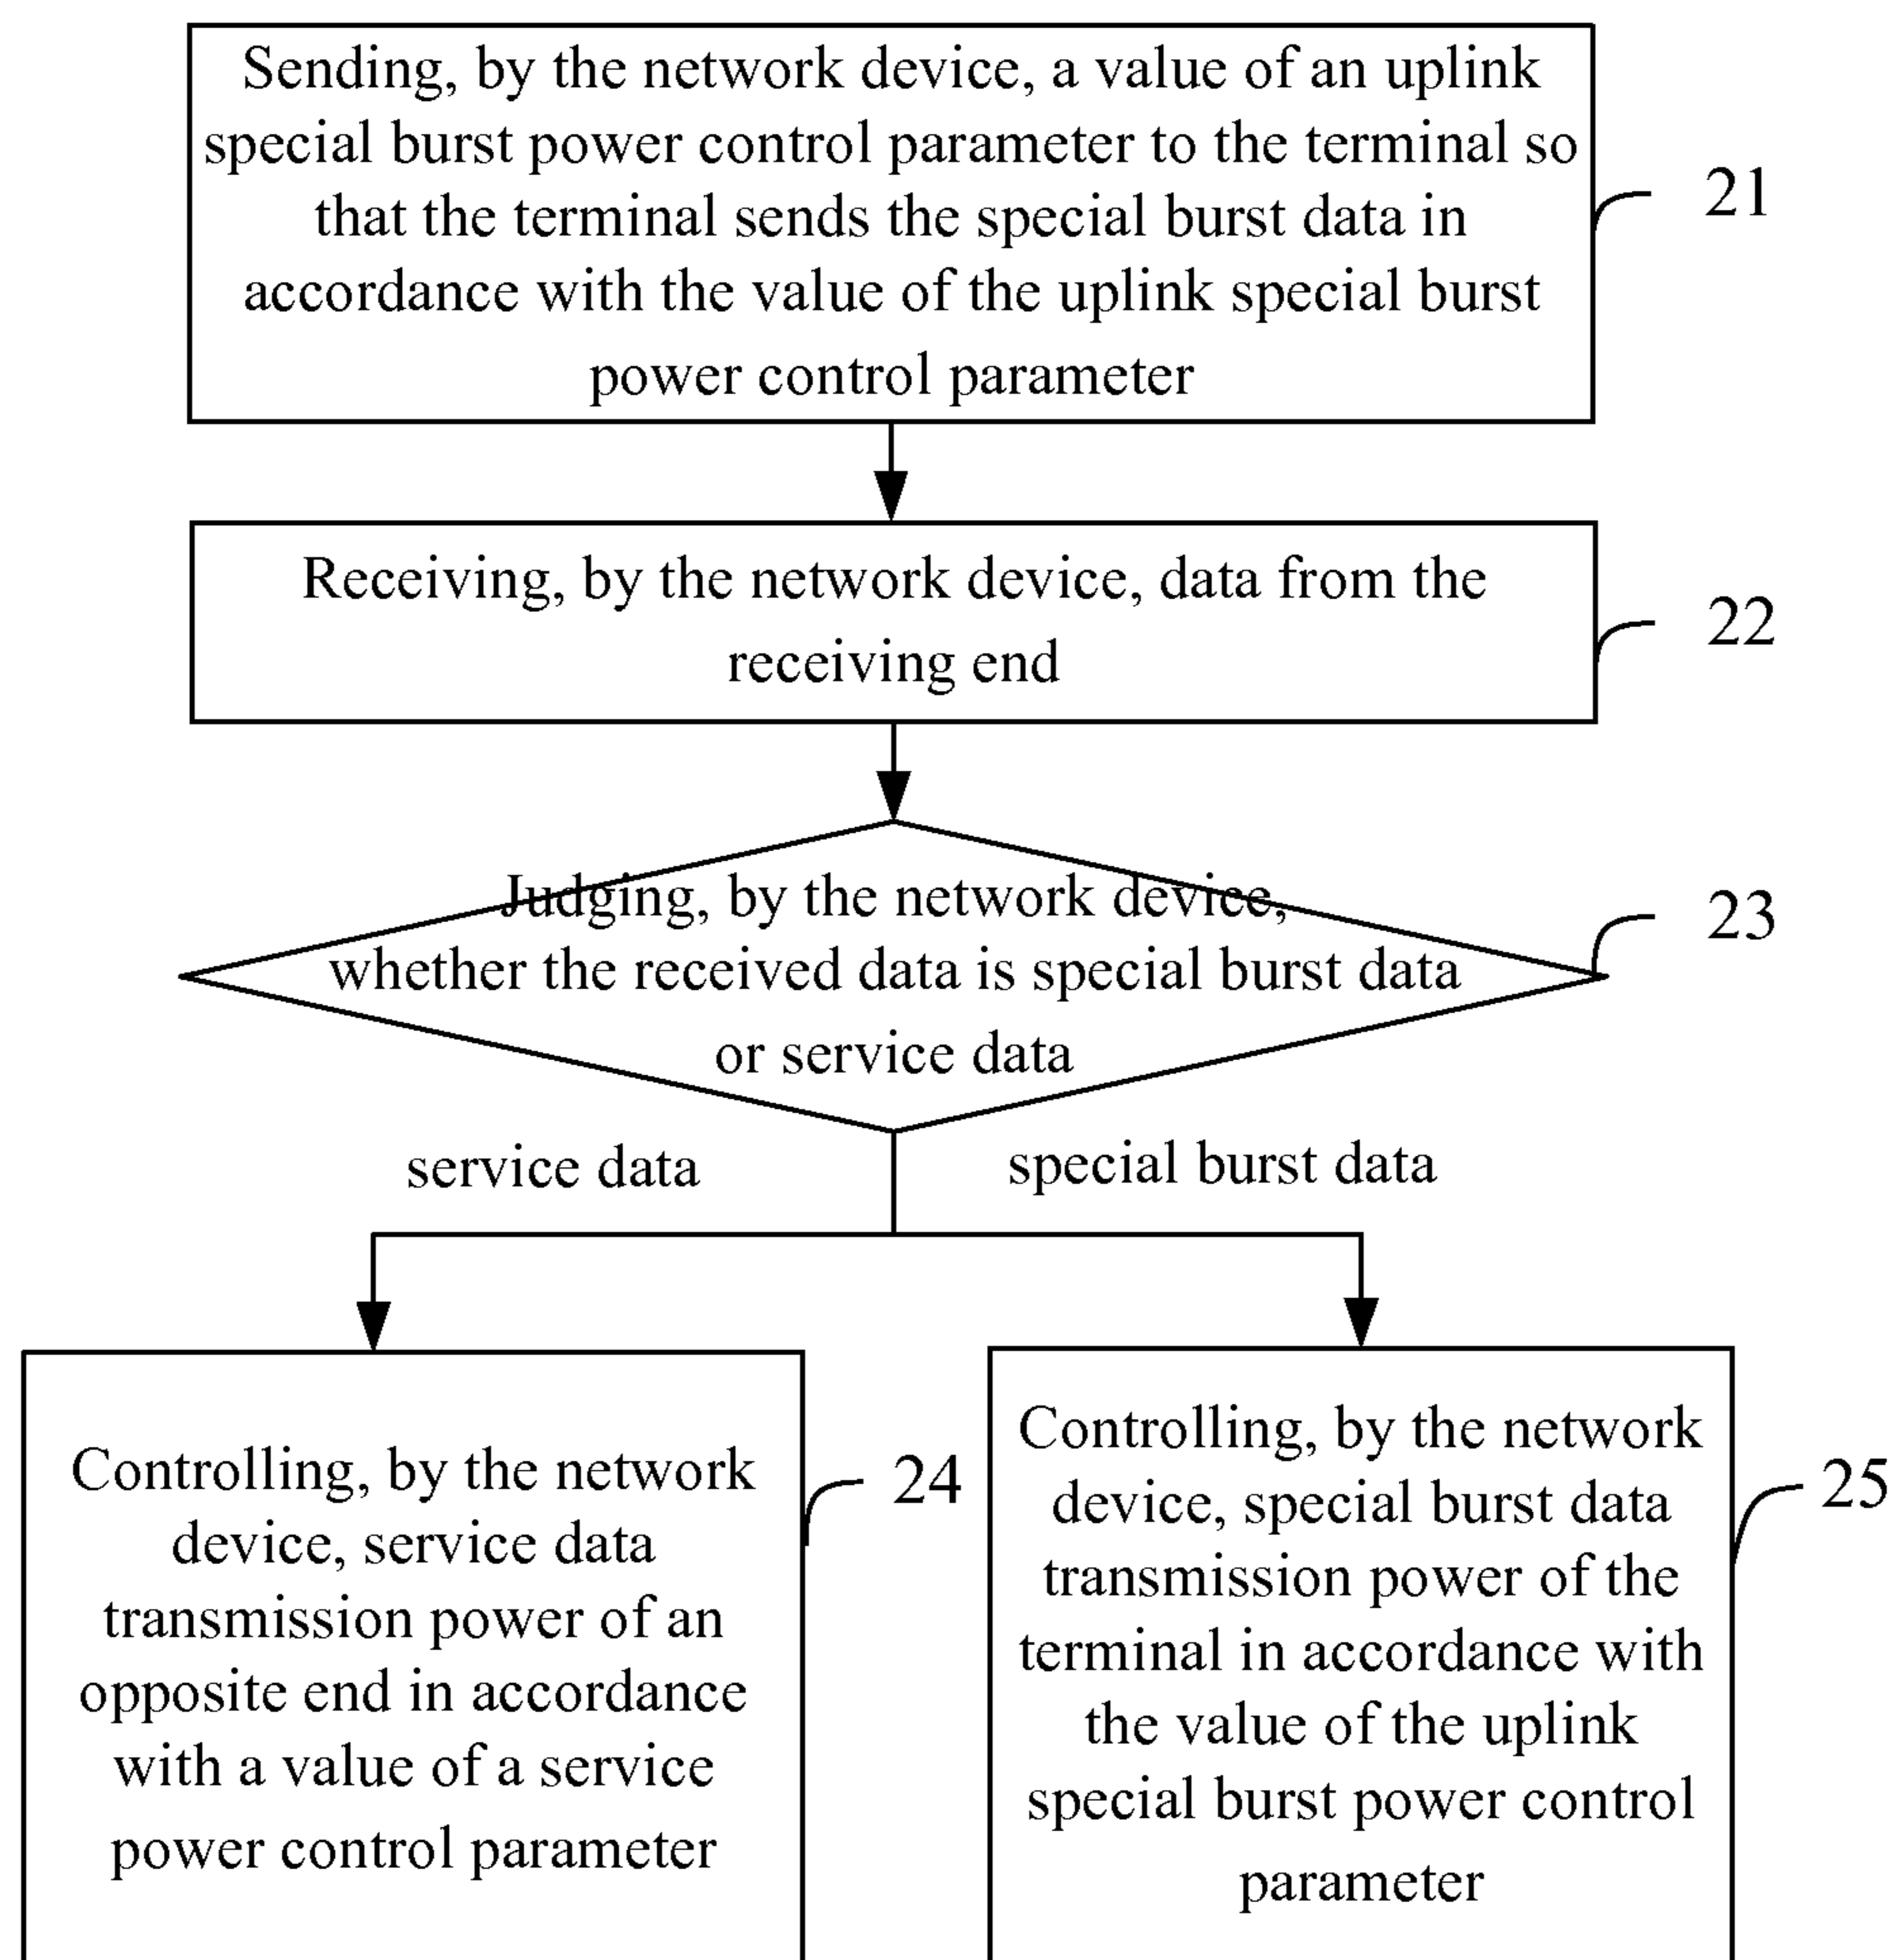 Sending, by the network device, a value of an uplink
special burst power control parameter to the terminal so
that the terminal sends the special burst data in
accordance with the value of the uplink special burst
power control parameter
21
Receiving, by the network device, data from the
receiving end
22
Judging, by the network device,
whether the received data is special burst data
or service data
23
service data
special burst data
Controlling, by the network
device, service data
transmission power of an
opposite end in accordance
with a value of a service
power control parameter
24
Controlling, by the network
device, special burst data
transmission power of the
terminal in accordance with
the value of the uplink
special burst power control
parameter
25